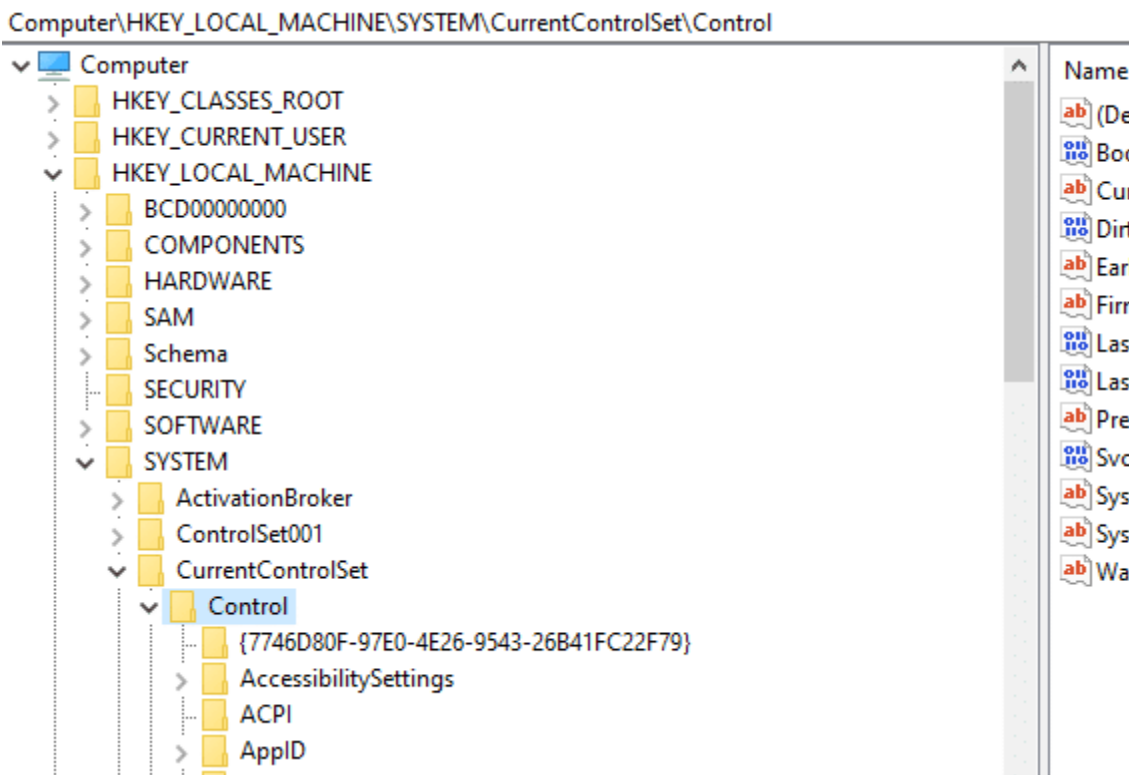 Computer\HKEY_LOCAL_MACHINE\SYSTEM\CurrentControlSet\Control
Computer
HKEY_CLASSES_ROOT
HKEY_CURRENT_USER
HKEY_LOCAL_MACHINE
BCD00000000
COMPONENTS
HARDWARE
SAM
Schema
SECURITY
SOFTWARE
SYSTEM
ActivationBroker
ControlSet001
CurrentControlSet
Control
{7746D80F-97E0-4E26-9543-26B41FC22F79}
AccessibilitySettings
ACPI
AppID
Name